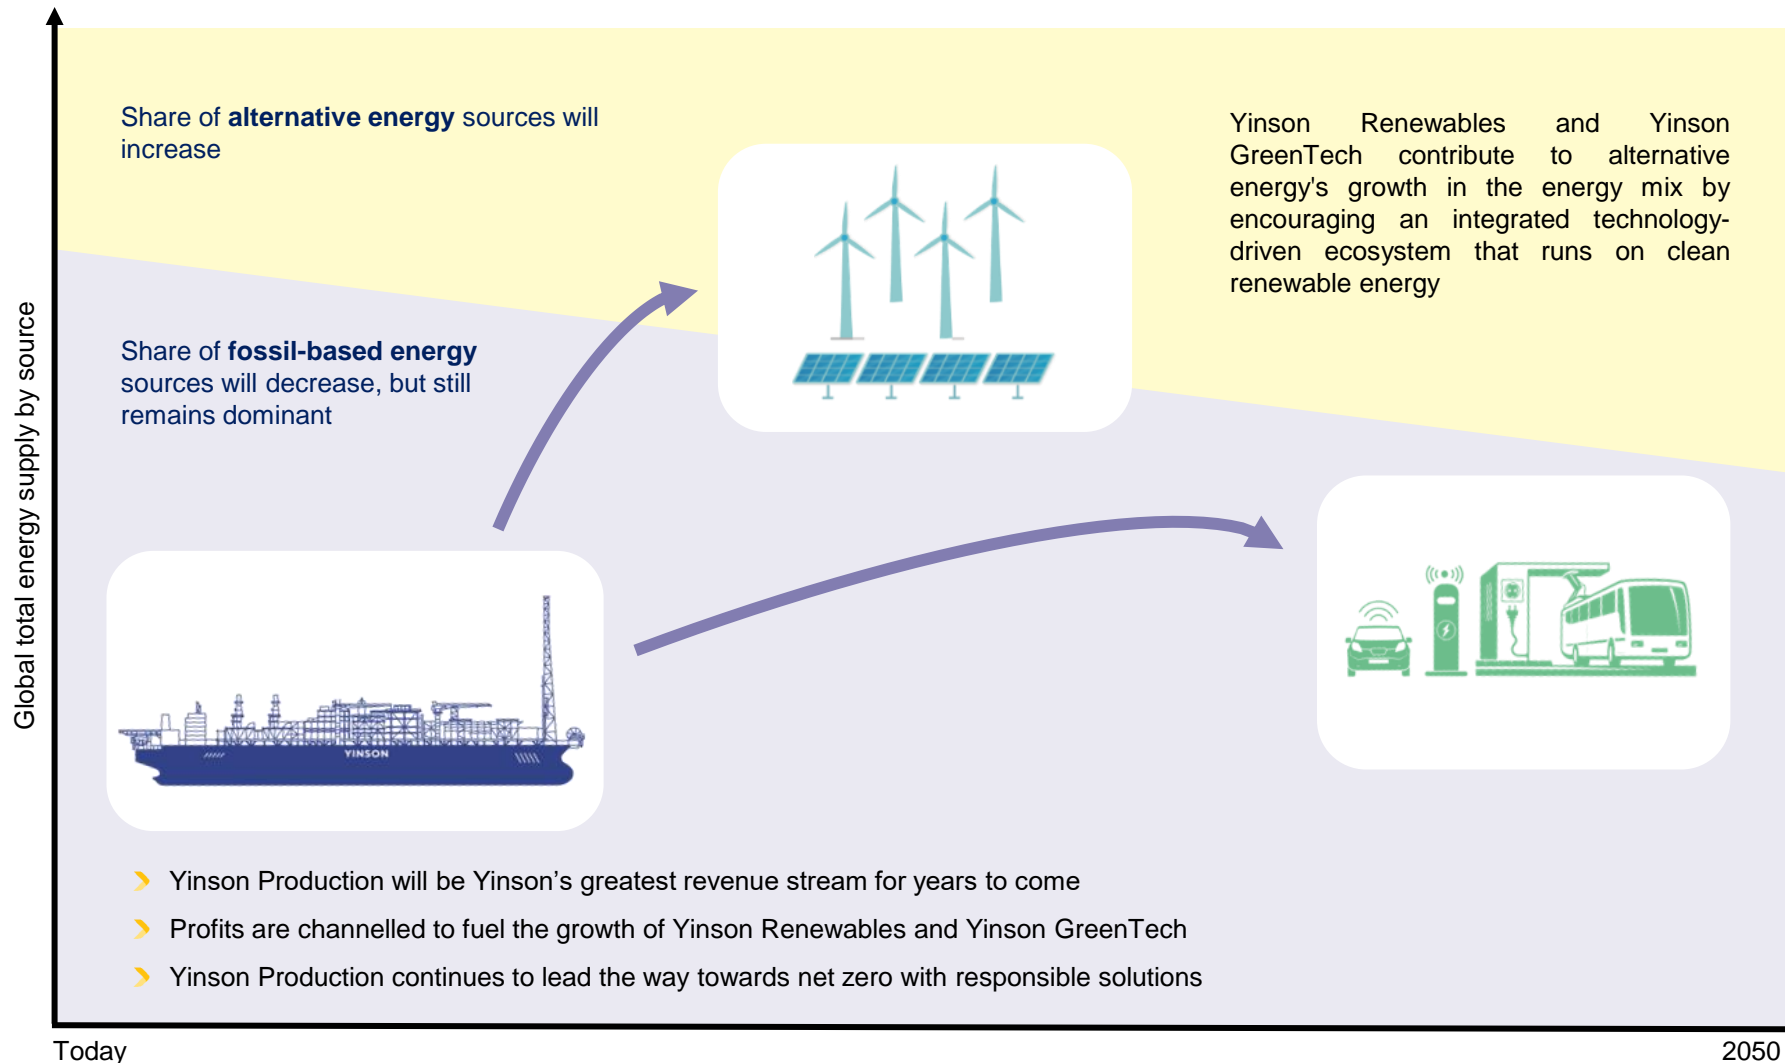 Share of alternative energy sources will
increase
Yinson Renewables and Yinson
GreenTech contribute to alternative
energy's growth in the energy mix by
encouraging an integrated technology-
driven ecosystem that runs on clean
renewable energy
Global total energy supply by source
Share of fossil-based energy
sources will decrease, but still
remains dominant
YINSON
Yinson Production will be Yinson’s greatest revenue stream for years to come
Profits are channelled to fuel the growth of Yinson Renewables and Yinson GreenTech
Yinson Production continues to lead the way towards net zero with responsible solutions
Today
2050